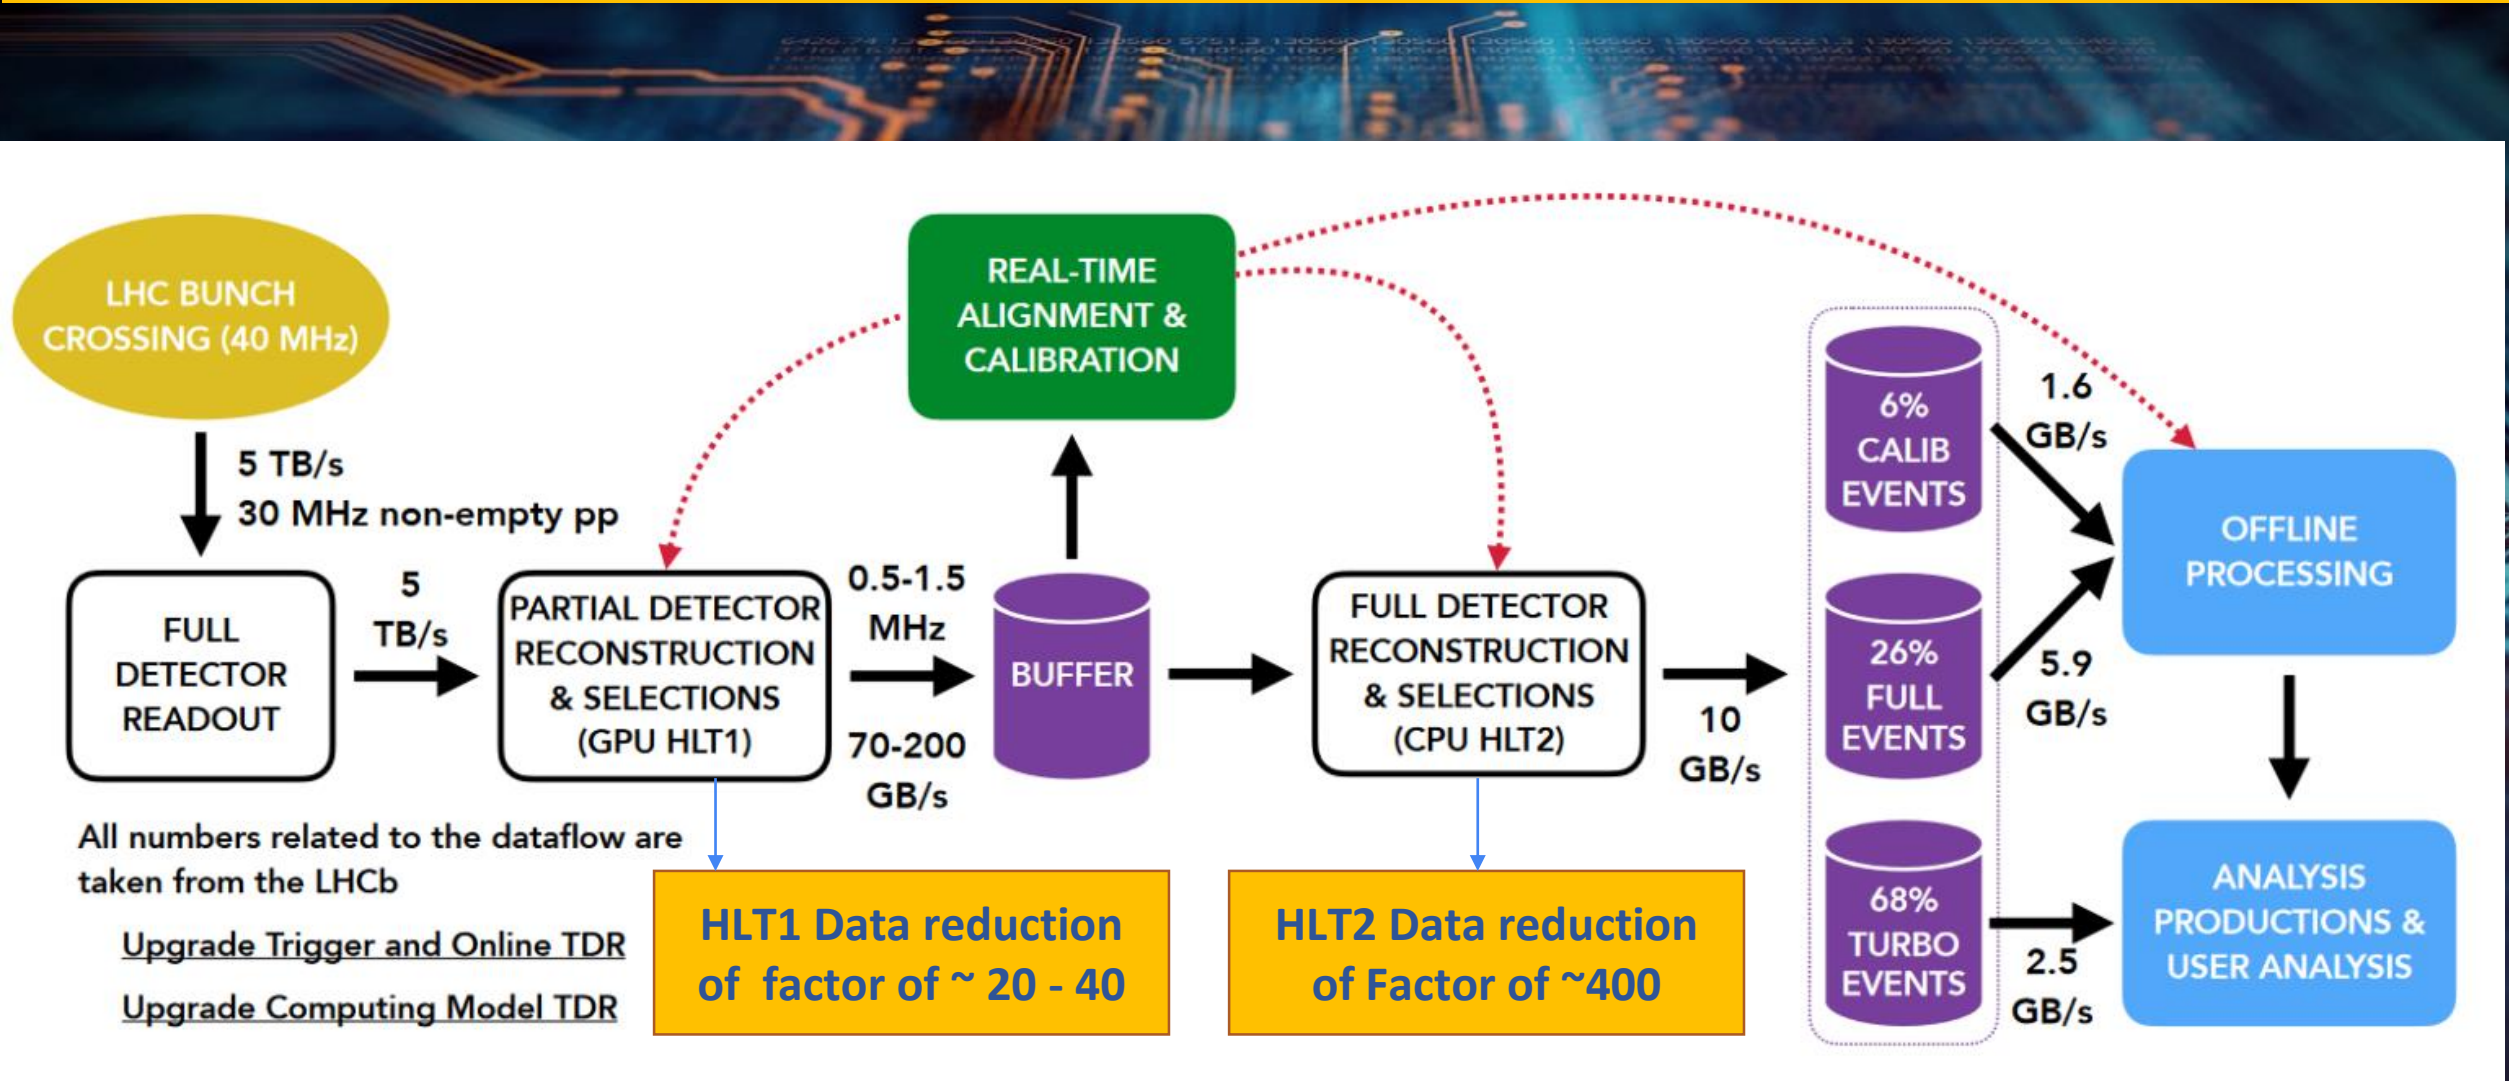 LHC BUNCH
CROSSING (40 MHz)
5 TB/s
30 MHz non-empty pp
FULL
DETECTOR
READOUT
5
TB/s
PARTIAL DETECTOR
RECONSTRUCTION
& SELECTIONS
(GPU HLT1)
0.5-1.5
MHz
70-200
GB/s
REAL-TIME
ALIGNMENT &
CALIBRATION
BUFFER
FULL DETECTOR
RECONSTRUCTION
& SELECTIONS
(CPU HLT2)
10
GB/s
6%
CALIB
EVENTS
1.6
GB/s
26%
FULL
EVENTS
5.9
GB/s
68%
TURBO
EVENTS
2.5
GB/s
OFFLINE
PROCESSING
ANALYSIS
PRODUCTIONS &
USER ANALYSIS
All numbers related to the dataflow are
taken from the LHCb
Upgrade Trigger and Online TDR
Upgrade Computing Model TDR
HLT1 Data reduction
of factor of ~ 20 - 40
HLT2 Data reduction
of Factor of ~400